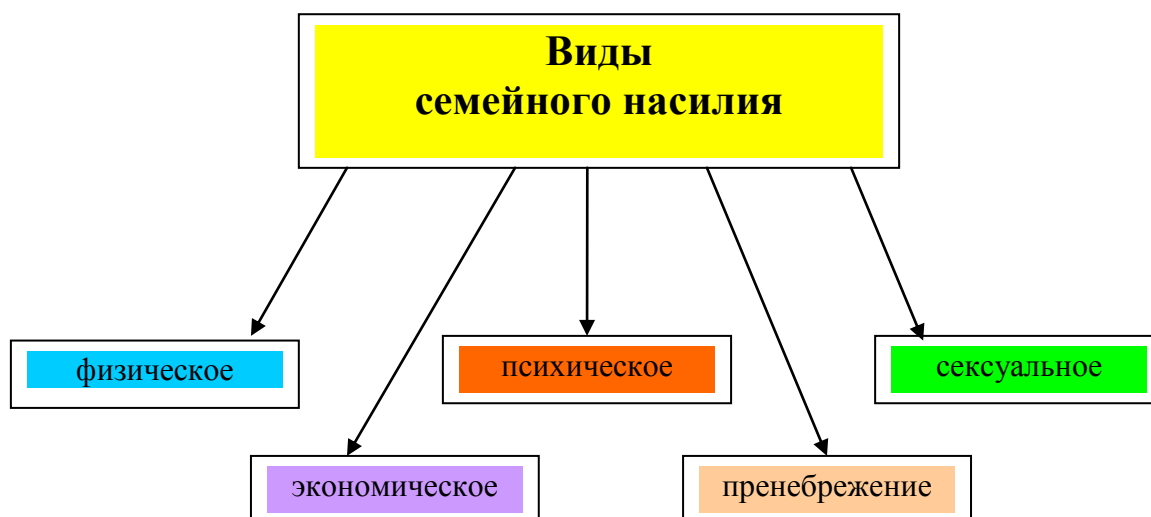 Виды
семейного насилия
физическое
психическое
сексуальное
экономическое
пренебрежение